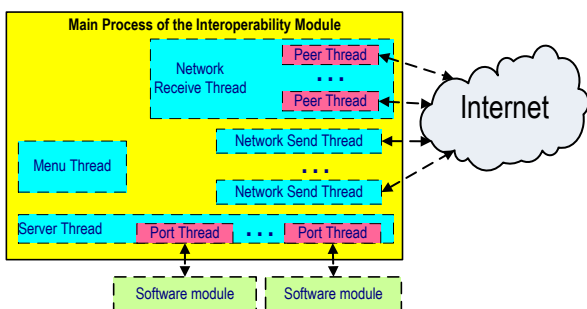 Main Process of the Interoperability Module
Peer Thread
Network
Receive Thread
...
Peer Thread
Internet
Network Send Thread
Menu Thread
...
Network Send Thread
Server Thread
Port Thread
...
Port Thread
Software module
Software module